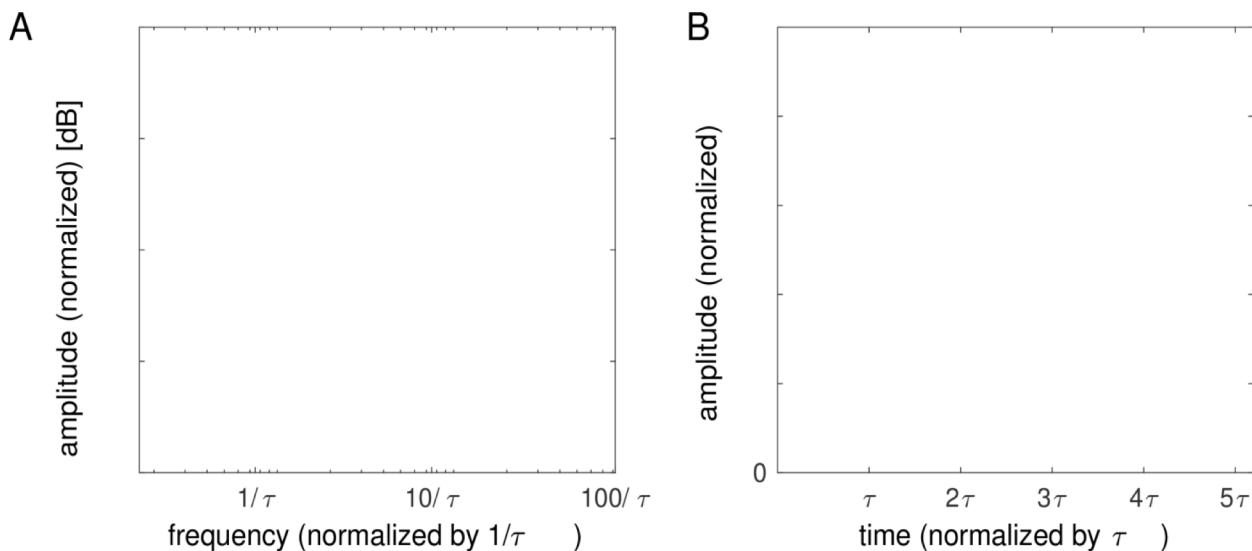 A
amplitude (normalized) [dB]
1/ τ
10/ τ
100/ τ
frequency (normalized by 1/τ )
B
amplitude (normalized)
0
τ
2τ
3τ
4τ
5τ
time (normalized by τ )